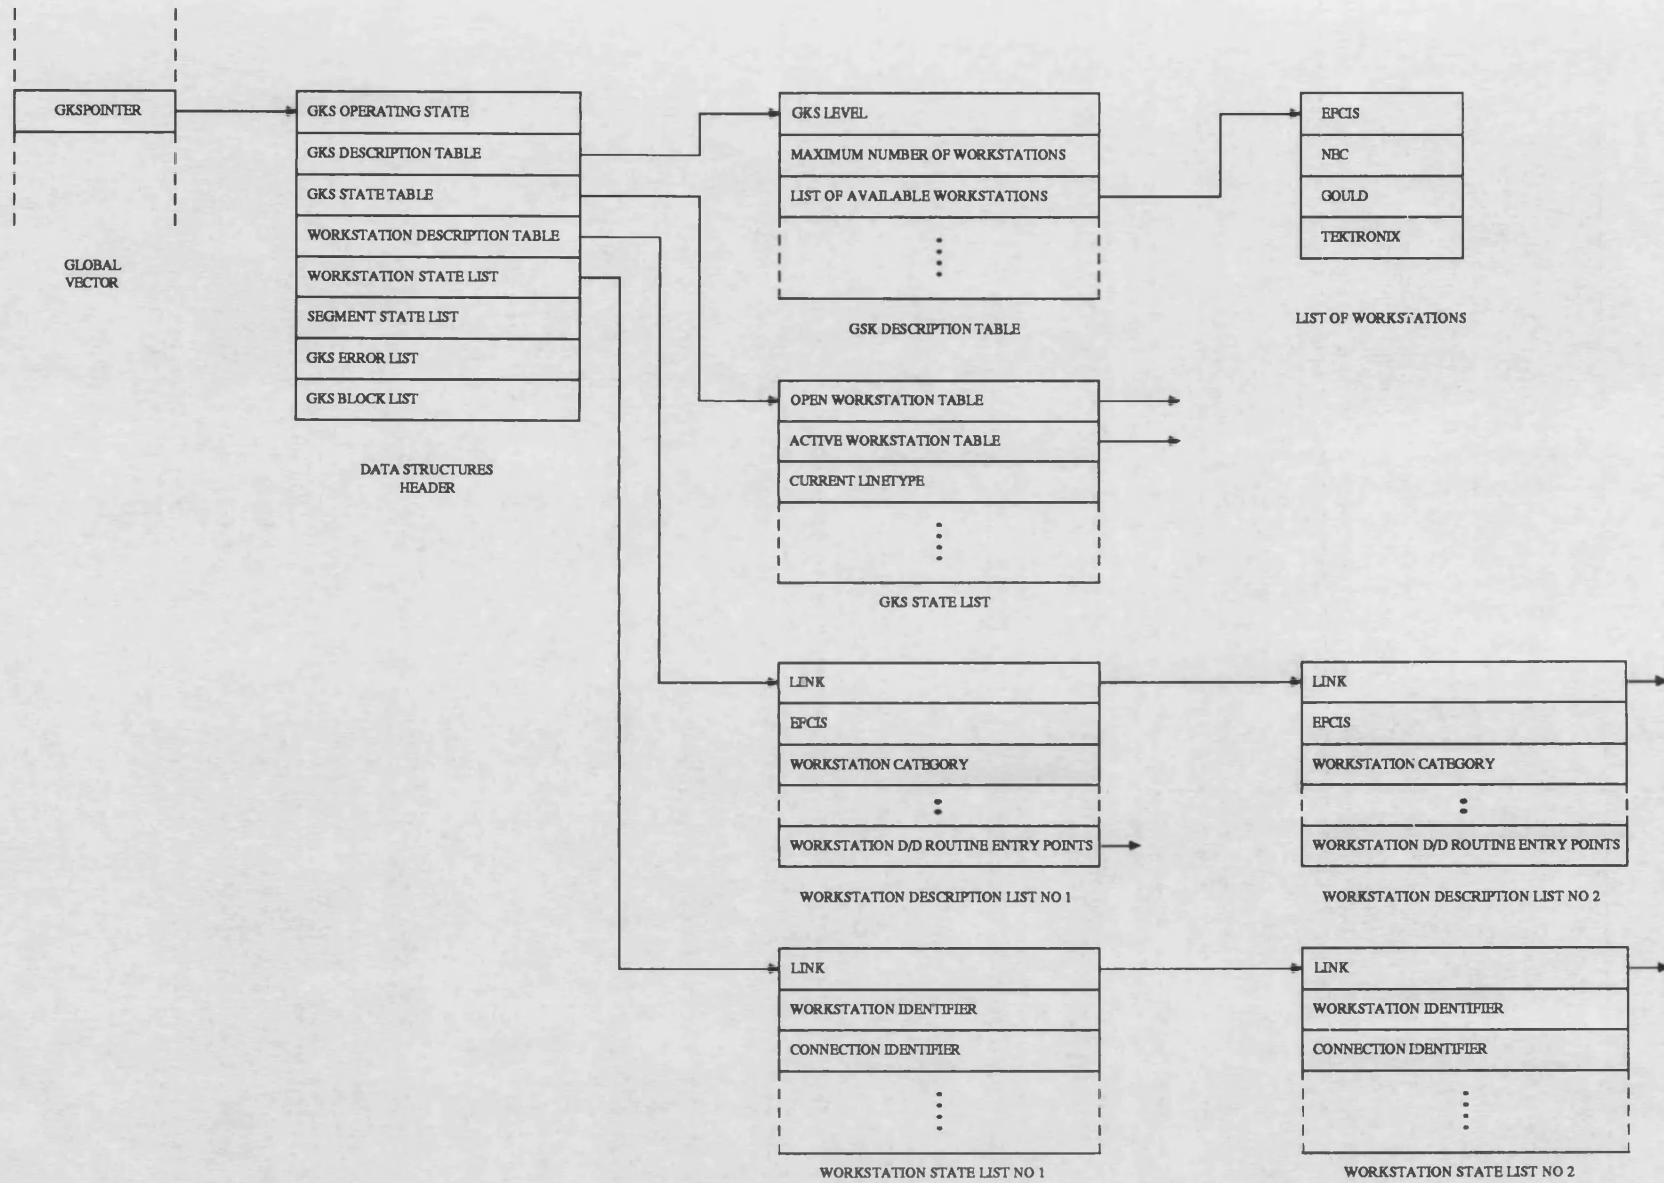 GKSPOINTER
GLOBAL
VECTOR
GKS OPERATING STATE
GKS DESCRIPTION TABLE
GKS STATE TABLE
WORKSTATION DESCRIPTION TABLE
WORKSTATION STATE LIST
SEGMENT STATE LIST
GKS ERROR LIST
GKS BLOCK LIST
DATA STRUCTURES
HEADER
GKS LEVEL
MAXIMUM NUMBER OF WORKSTATIONS
LIST OF AVAILABLE WORKSTATIONS
GSK DESCRIPTION TABLE
EFCIS
NEC
GOULD
TEKTRONIX
LIST OF WORKSTATIONS
OPEN WORKSTATION TABLE
ACTIVE WORKSTATION TABLE
CURRENT LINETYPE
GKS STATE LIST
LINK
EFCIS
WORKSTATION CATEGORY
WORKSTATION D/D ROUTINE ENTRY POINTS
WORKSTATION DESCRIPTION LIST NO 1
LINK
EFCIS
WORKSTATION CATEGORY
WORKSTATION D/D ROUTINE ENTRY POINTS
WORKSTATION DESCRIPTION LIST NO 2
LINK
WORKSTATION IDENTIFIER
CONNECTION IDENTIFIER
WORKSTATION STATE LIST NO 1
LINK
WORKSTATION IDENTIFIER
CONNECTION IDENTIFIER
WORKSTATION STATE LIST NO 2